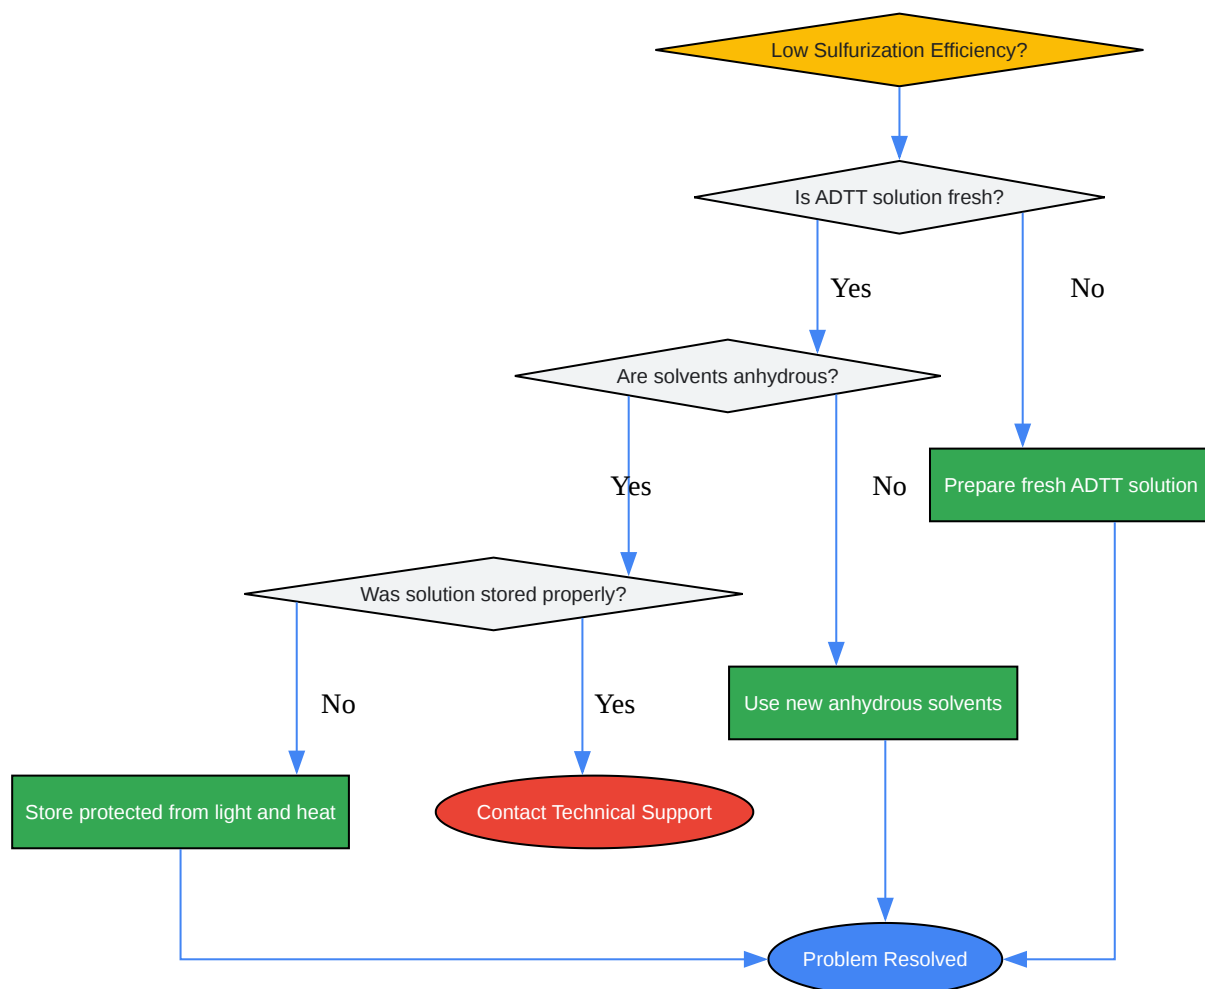 Low Sulfurization Efficiency?
Is ADTT solution fresh?
Yes
No
Are solvents anhydrous?
Yes
No
Prepare fresh ADTT solution
Was solution stored properly?
No
Yes
Use new anhydrous solvents
Store protected from light and heat
Contact Technical Support
Problem Resolved